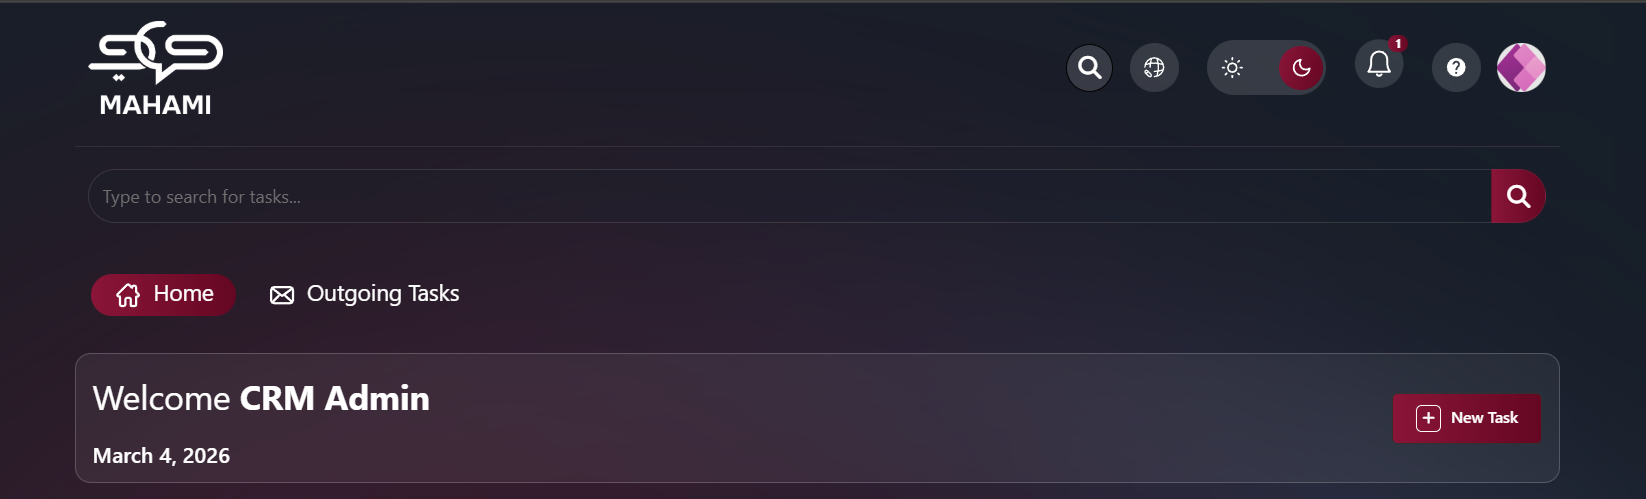 MAHAMI
1
Type to search for tasks...
Home
Outgoing Tasks
Welcome CRM Admin
New Task
March 4, 2026